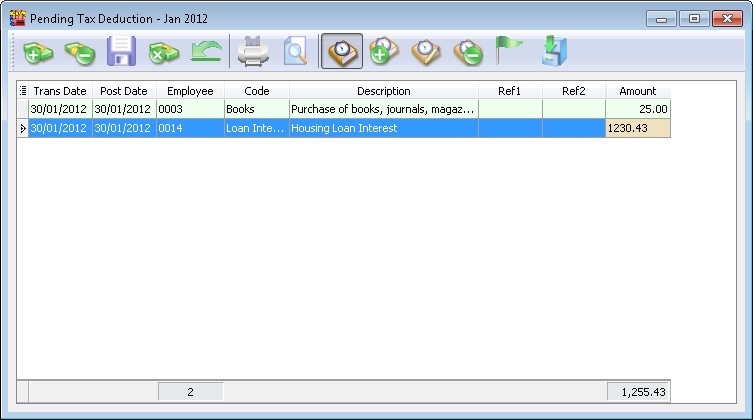 Pending Tax Deduction - Jan 2012
Trans Date Post Date Employee Code Description Ref1 Ref2 Amount
30/01/2012 30/01/2012 0003 Books Purchase of books, journals, magaz... 25.00
30/01/2012 30/01/2012 0014 Loan Inte... Housing Loan Interest 1230.43
2 1,255.43